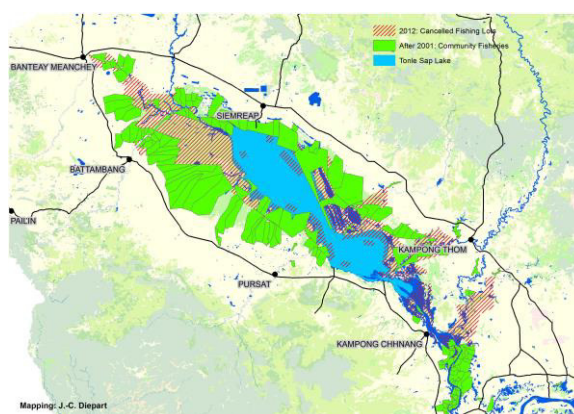 2012: Cancelled Fishing Lots
After 2001: Community Fisheries
Tonle Sap Lake
BANTEAY MEANCHEY
SIEMREAP
BATTAMBANG
PAILIN
KAMPONG THOM
PURSAT
KAMPONG CHHNANG
Mapping: J.-C. Diepart